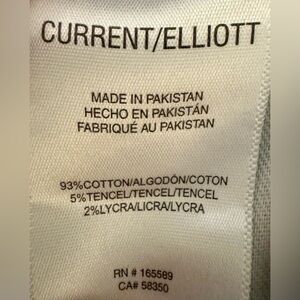 CURRENT/ELLIOTT
MADE IN PAKISTAN
HECHO EN PAKISTÁN
FABRIQUÉ AU PAKISTAN
93%COTTON/ALGODÓN/COTON
5%TENCEL/TENCEL/TENCEL
2%LYCRA/LICRA/LYCRA
RN # 165589
CA# 58350